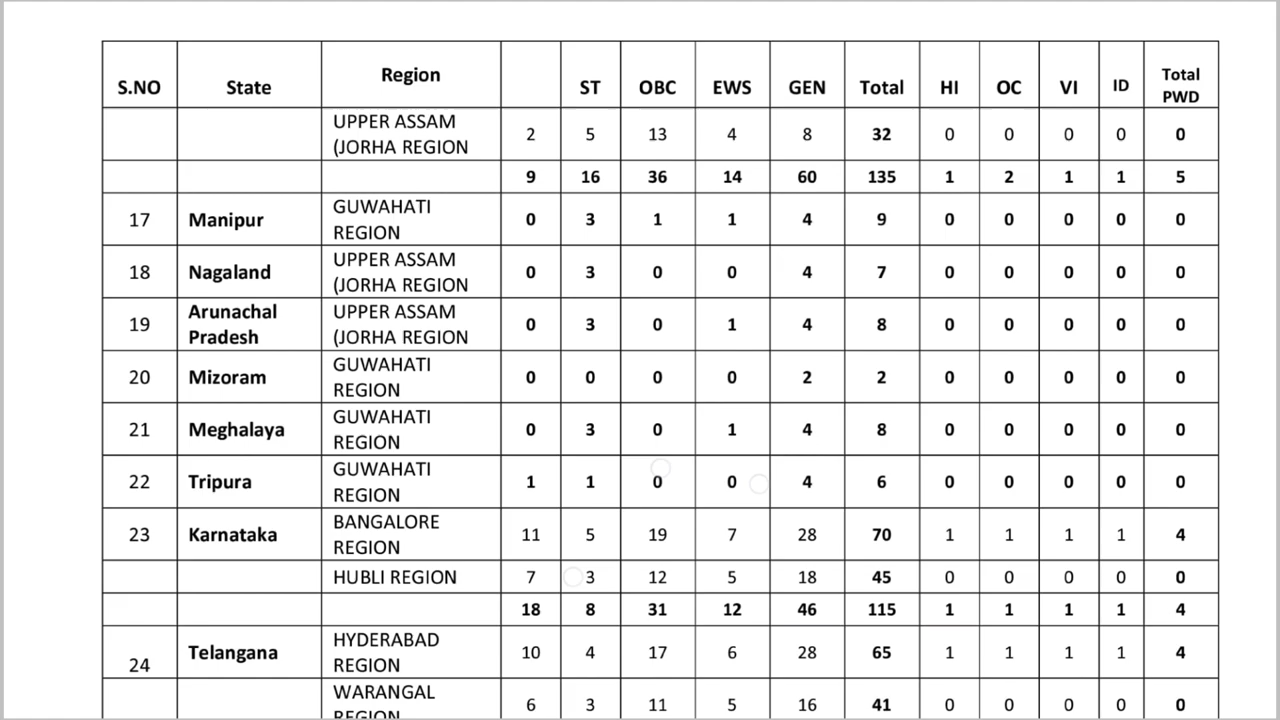 S.NO State Region ST OBC EWS GEN Total HI OC VI ID Total PWD
UPPER ASSAM (JORHA REGION 2 5 13 4 8 32 0 0 0 0 0
9 16 36 14 60 135 1 2 1 1 5
17 Manipur GUWAHATI REGION 0 3 1 1 4 9 0 0 0 0 0
18 Nagaland UPPER ASSAM (JORHA REGION 0 3 0 0 4 7 0 0 0 0 0
19 Arunachal Pradesh UPPER ASSAM (JORHA REGION 0 3 0 1 4 8 0 0 0 0 0
20 Mizoram GUWAHATI REGION 0 0 0 0 2 2 0 0 0 0 0
21 Meghalaya GUWAHATI REGION 0 3 0 1 4 8 0 0 0 0 0
22 Tripura GUWAHATI REGION 1 1 0 0 4 6 0 0 0 0 0
23 Karnataka BANGALORE REGION 11 5 19 7 28 70 1 1 1 1 4
HUBLI REGION 7 3 12 5 18 45 0 0 0 0 0
18 8 31 12 46 115 1 1 1 1 4
24 Telangana HYDERABAD REGION 10 4 17 6 28 65 1 1 1 1 4
WARANGAL REGION 6 3 11 5 16 41 0 0 0 0 0